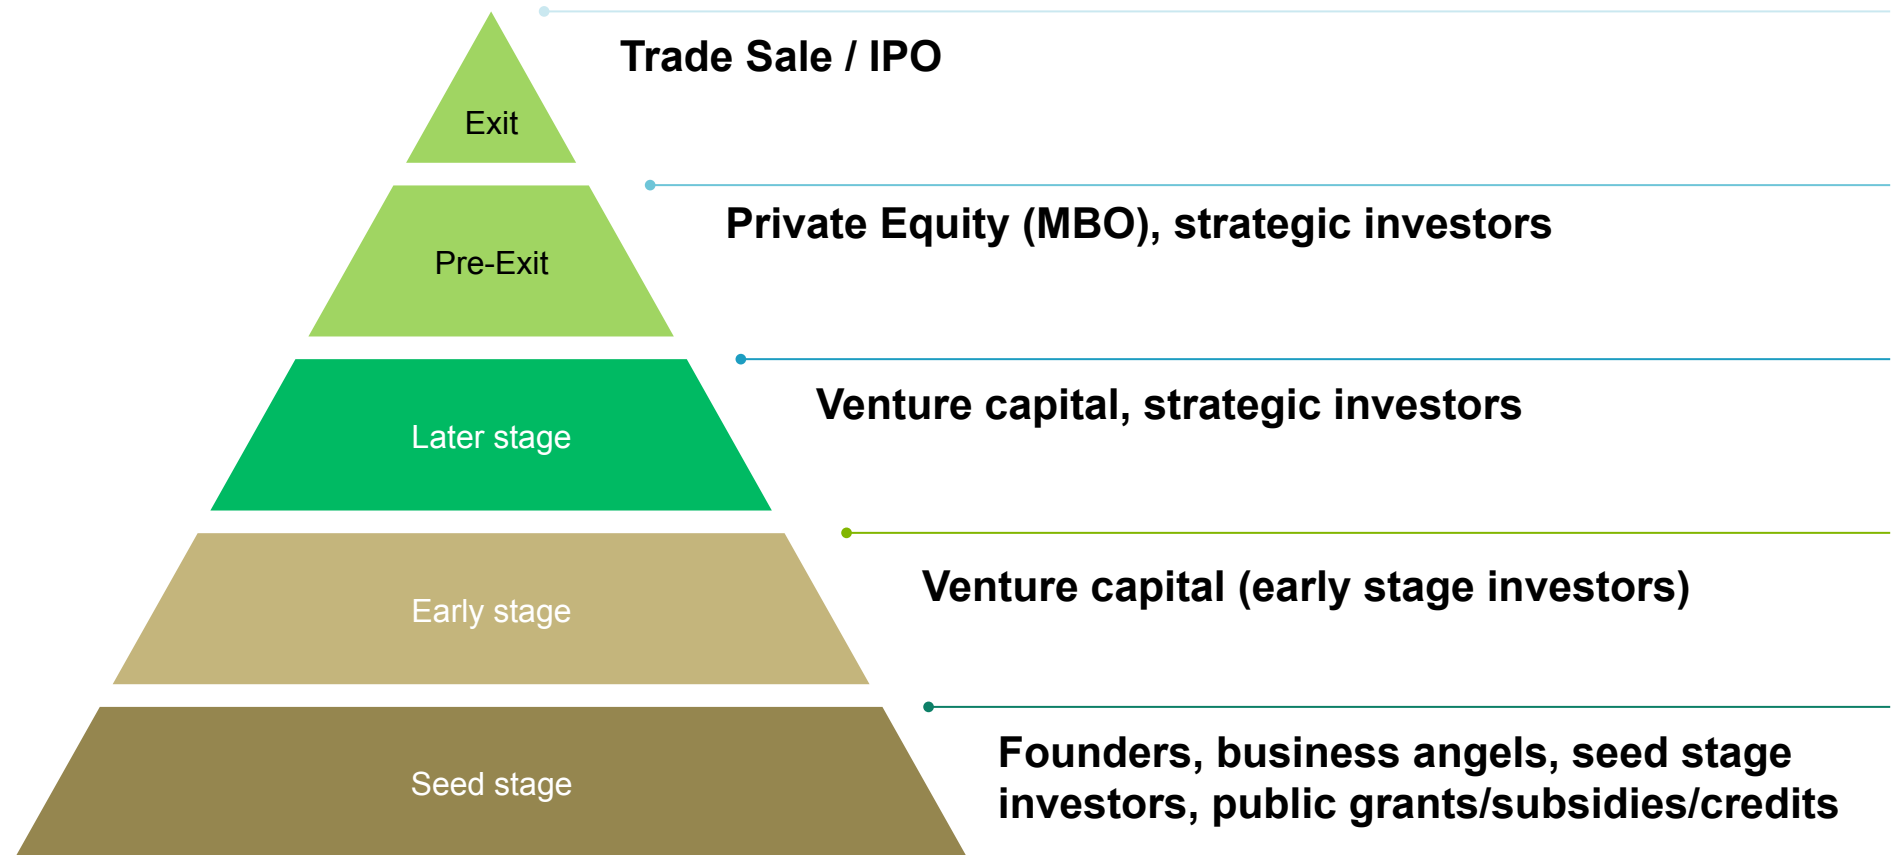 Trade Sale / IPO
Exit
Private Equity (MBO), strategic investors
Pre-Exit
Venture capital, strategic investors
Later stage
Venture capital (early stage investors)
Early stage
Founders, business angels, seed stage
investors, public grants/subsidies/credits
Seed stage